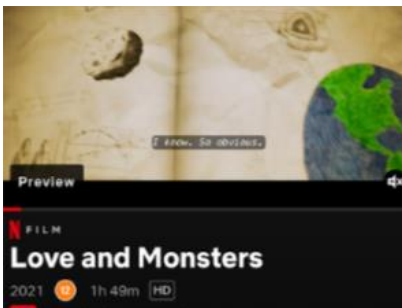 I know. So obvious.
Preview
N FILM
Love and Monsters
2021 12 1h 49m HD